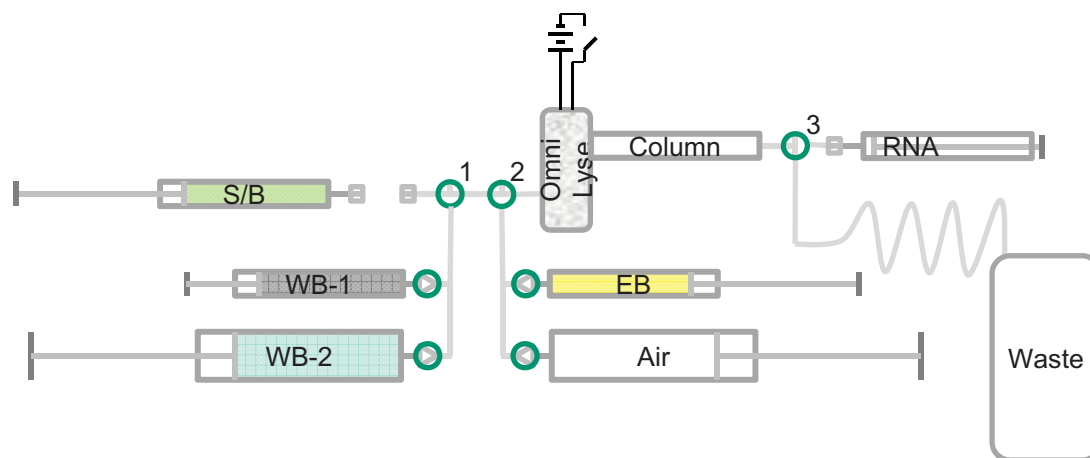 3
Omni
Lyse
Column
RNA
1
2
S/B
WB-1
EB
WB-2
Air
Waste